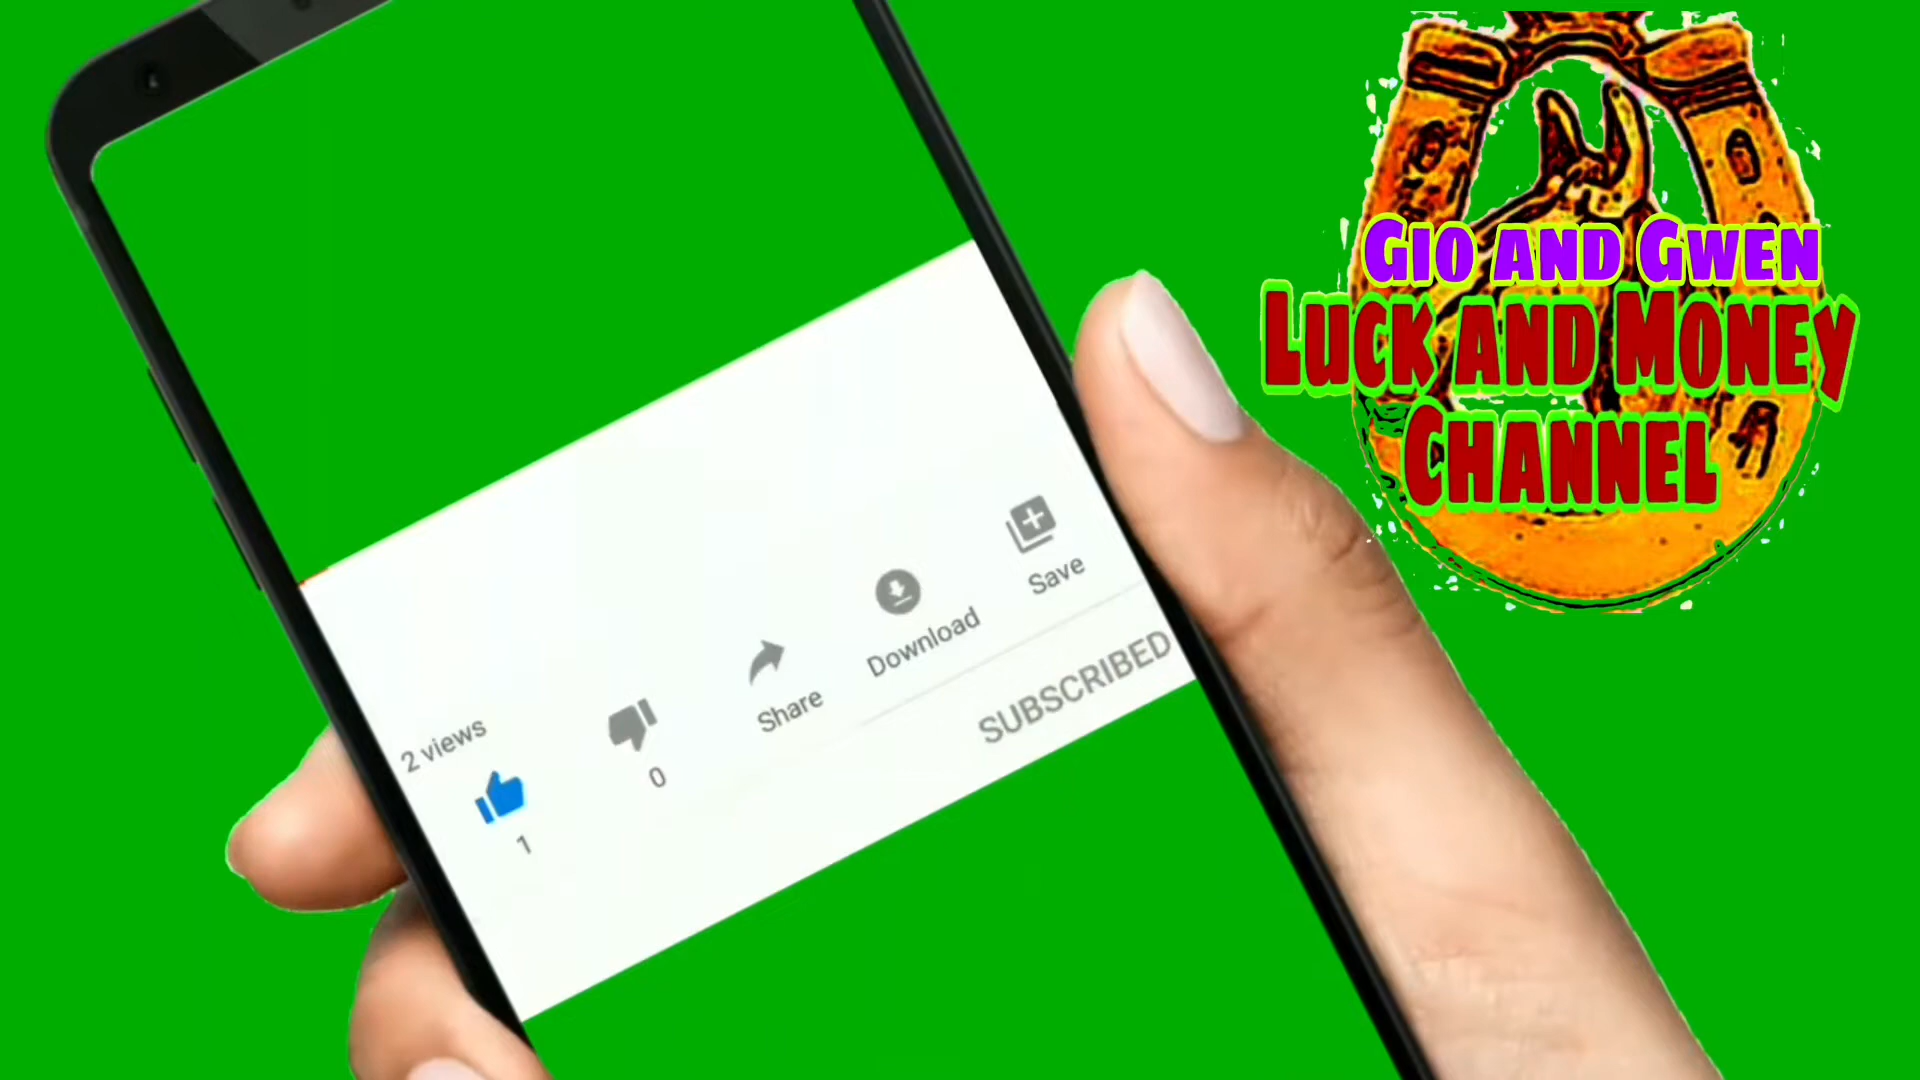 Gio and Gwen
Luck and Money
Channel
2 views
1
0
Share
Download
Save
SUBSCRIBED